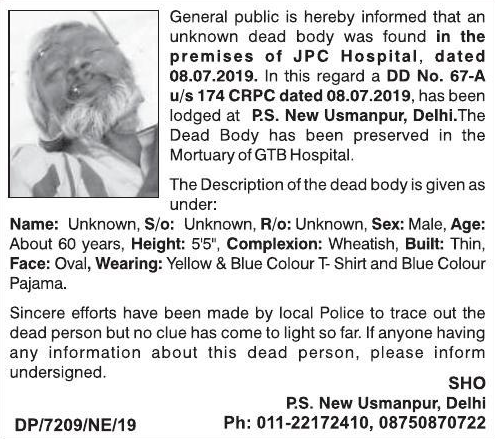 General public is hereby informed that an
unknown dead body was found in the
premises of JPC Hospital, dated
08.07.2019. In this regard a DD No. 67-A
u/s 174 CRPC dated 08.07.2019, has been
lodged at P.S. New Usmanpur, Delhi.The
Dead Body has been preserved in the
Mortuary of GTB Hospital.
The Description of the dead body is given as
under:
Name: Unknown, S/o: Unknown, R/o: Unknown, Sex: Male, Age:
About 60 years, Height: 5'5", Complexion: Wheatish, Built: Thin,
Face: Oval, Wearing: Yellow & Blue Colour T- Shirt and Blue Colour
Pajama.
Sincere efforts have been made by local Police to trace out the
dead person but no clue has come to light so far. If anyone having
any information about this dead person, please inform
undersigned.
SHO
P.S. New Usmanpur, Delhi
DP/7209/NE/19 Ph: 011-22172410, 08750870722